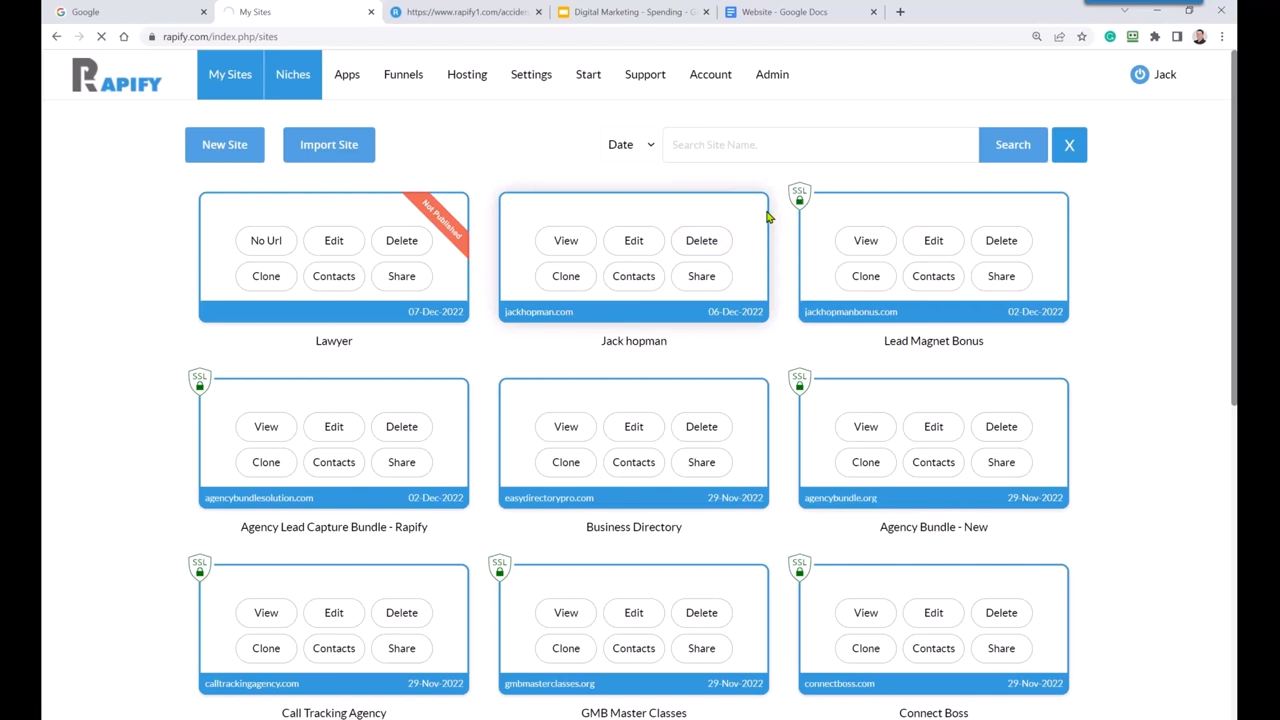 Google
My Sites
https://www.rapify1.com/acciden
Digital Marketing - Spending - G
Website - Google Docs
rapify.com/index.php/sites
RAPIFY
My Sites
Niches
Apps
Funnels
Hosting
Settings
Start
Support
Account
Admin
Jack
New Site
Import Site
Date
Search Site Name.
Search
X
Not Published
No Url
Edit
Delete
Clone
Contacts
Share
07-Dec-2022
Lawyer
View
Edit
Delete
Clone
Contacts
Share
jackhopman.com
06-Dec-2022
Jack hopman
SSL
View
Edit
Delete
Clone
Contacts
Share
jackhopmanbonus.com
02-Dec-2022
Lead Magnet Bonus
SSL
View
Edit
Delete
Clone
Contacts
Share
agencybundlesolution.com
02-Dec-2022
Agency Lead Capture Bundle - Rapify
View
Edit
Delete
Clone
Contacts
Share
easydirectorypro.com
29-Nov-2022
Business Directory
SSL
View
Edit
Delete
Clone
Contacts
Share
agencybundle.org
29-Nov-2022
Agency Bundle - New
SSL
View
Edit
Delete
Clone
Contacts
Share
calltrackingagency.com
29-Nov-2022
Call Tracking Agency
SSL
View
Edit
Delete
Clone
Contacts
Share
gmbmasterclasses.org
29-Nov-2022
GMB Master Classes
SSL
View
Edit
Delete
Clone
Contacts
Share
connectboss.com
29-Nov-2022
Connect Boss